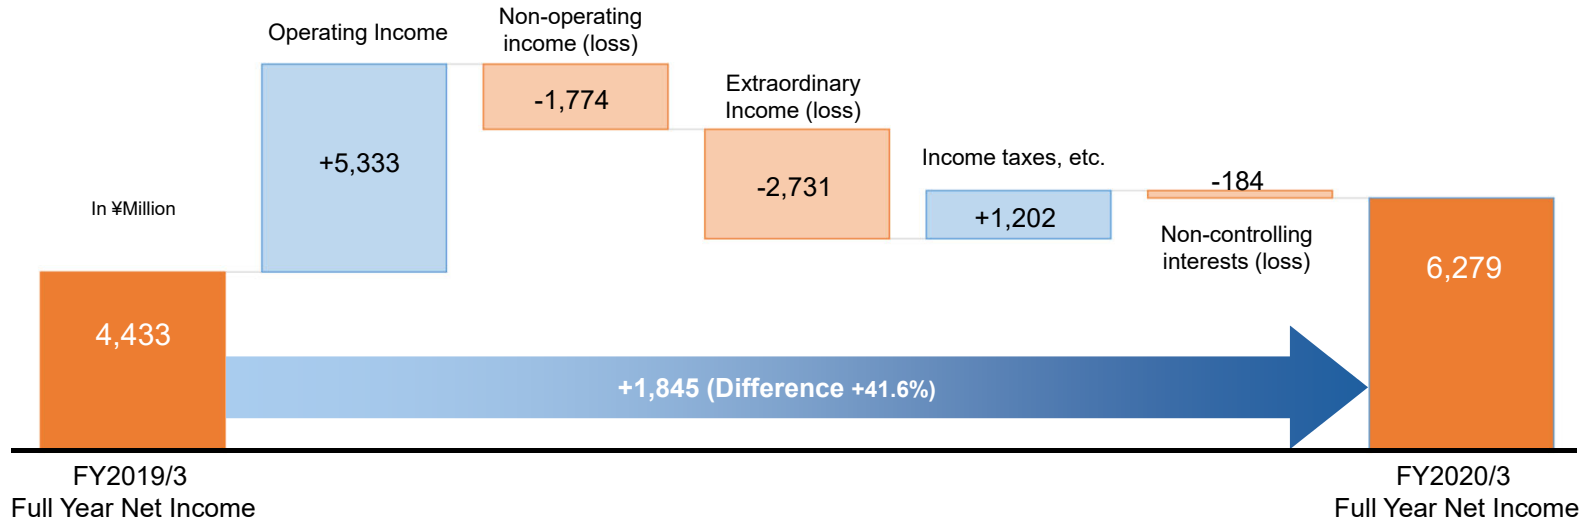 Operating Income
Non-operating
income (loss)
Extraordinary
Income (loss)
Income taxes, etc.
Non-controlling
interests (loss)
In ¥Million
+5,333
-1,774
-2,731
+1,202
-184
4,433
6,279
+1,845 (Difference +41.6%)
FY2019/3
Full Year Net Income
FY2020/3
Full Year Net Income